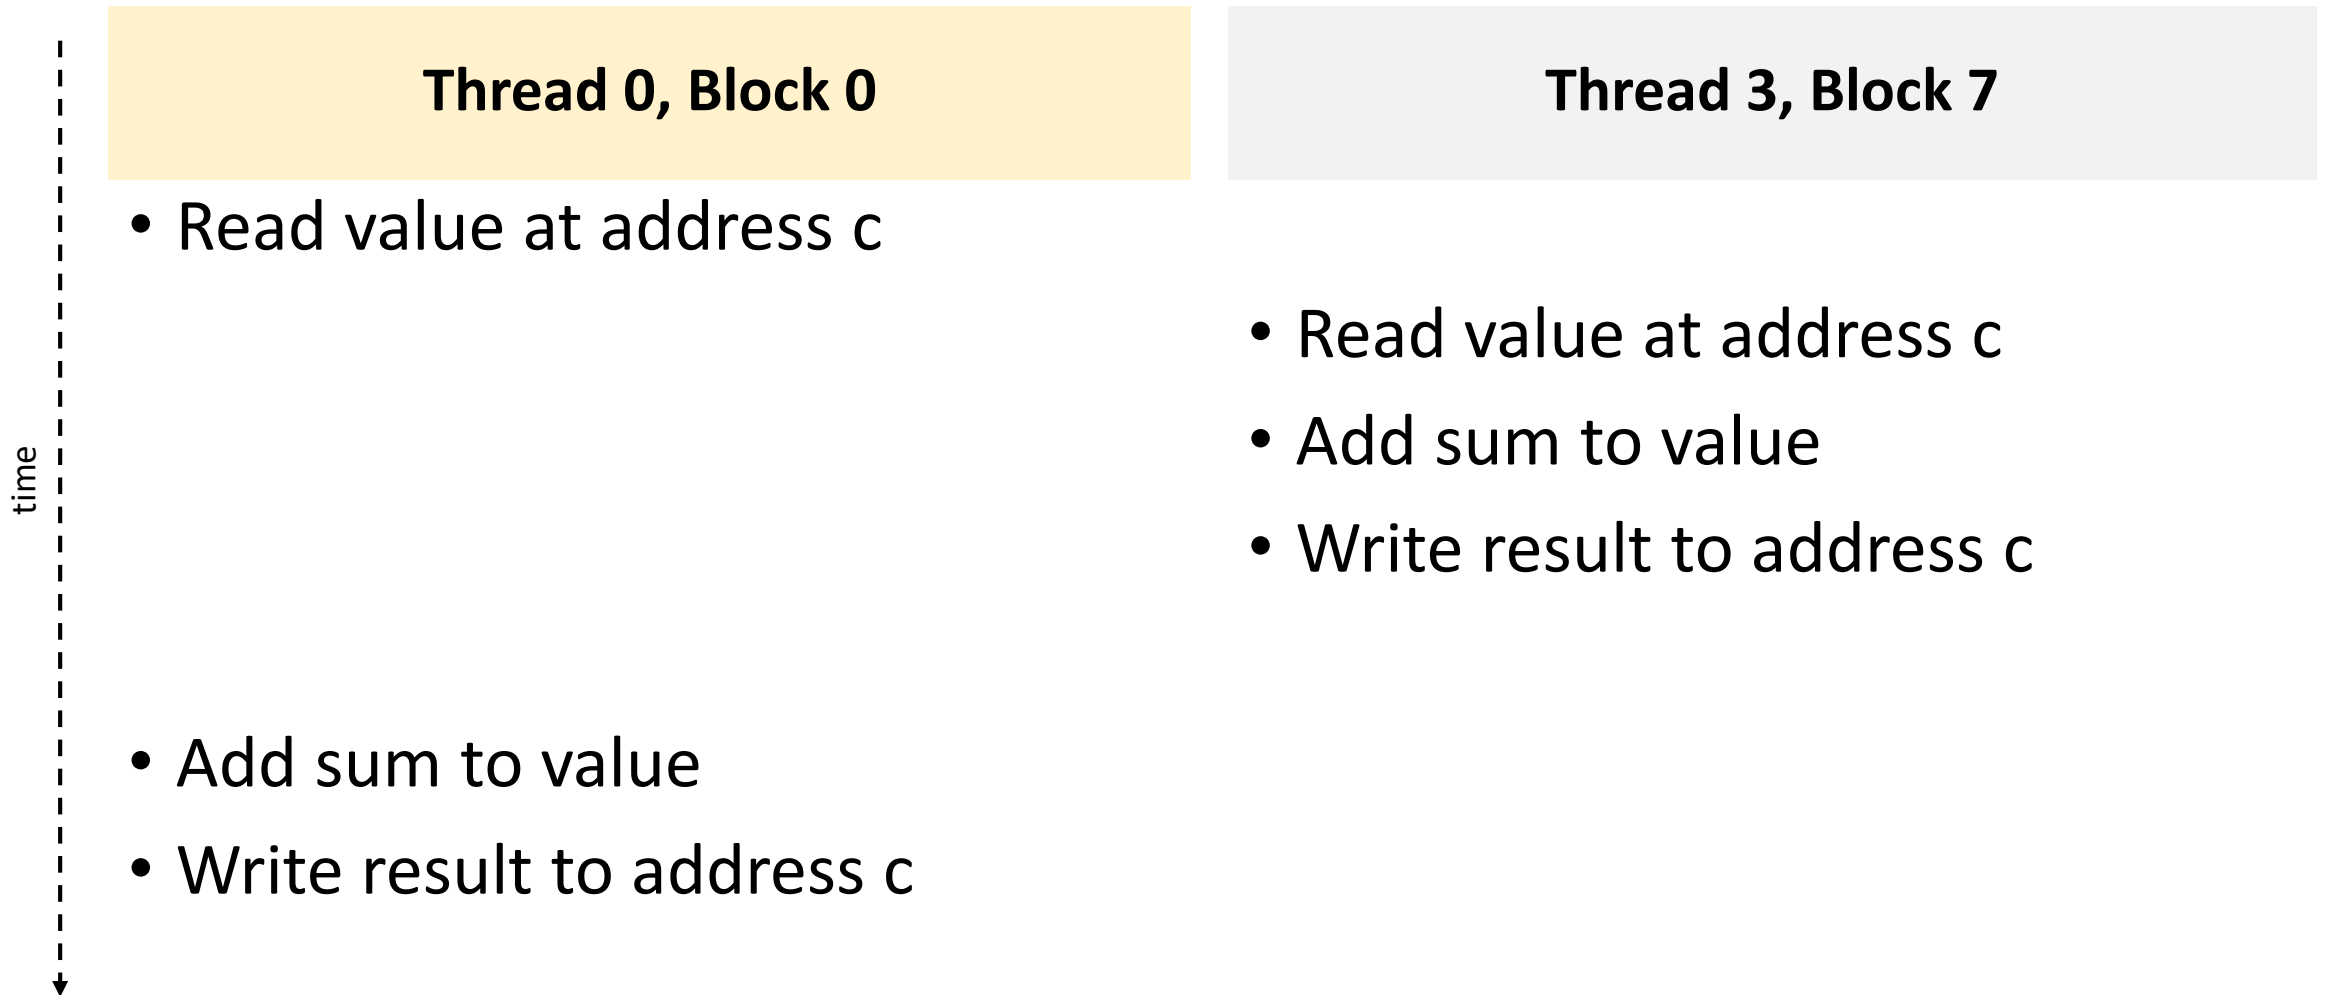 Thread 0, Block 0
Thread 3, Block 7
• Read value at address c
• Read value at address c
• Add sum to value
• Write result to address c
time
• Add sum to value
• Write result to address c